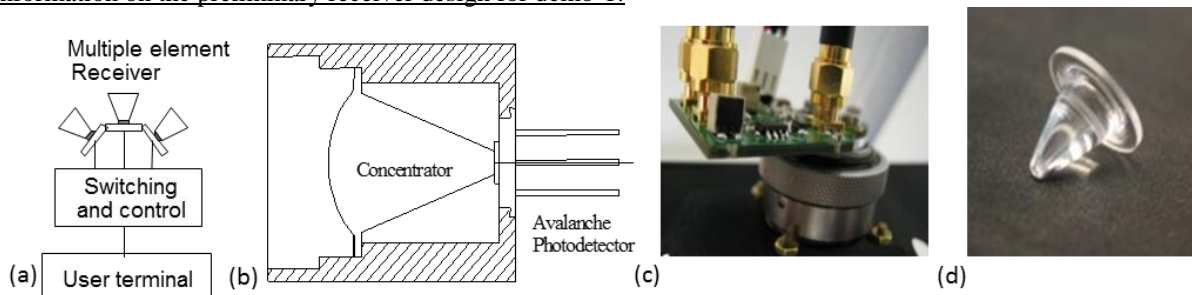 information on the preliminary receiver design for demo-1.
Multiple element
Receiver
Switching
and control
User terminal
(a)
Concentrator
Avalanche
Photodetector
(b)
(c)
(d)